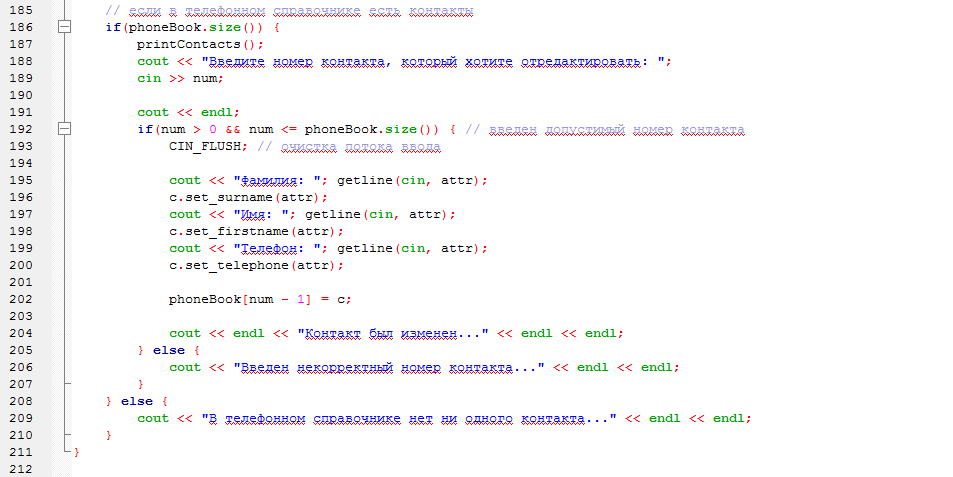 185 // если в телефонном справочнике есть контакты
186 if(phoneBook.size()) {
187 printContacts();
188 cout << "Введите номер контакта, который хотите отредактировать: ";
189 cin >> num;
190
191 cout << endl;
192 if(num > 0 && num <= phoneBook.size()) { // введен допустимый номер контакта
193 CIN_FLUSH; // очистка потока ввода
194
195 cout << "Фамилия: "; getline(cin, attr);
196 c.set_surname(attr);
197 cout << "Имя: "; getline(cin, attr);
198 c.set_firstname(attr);
199 cout << "Телефон: "; getline(cin, attr);
200 c.set_telephone(attr);
201
202 phoneBook[num - 1] = c;
203
204 cout << endl << "Контакт был изменен..." << endl << endl;
205 } else {
206 cout << "Введен некорректный номер контакта..." << endl << endl;
207 }
208 } else {
209 cout << "В телефонном справочнике нет ни одного контакта..." << endl << endl;
210 }
211 }
212